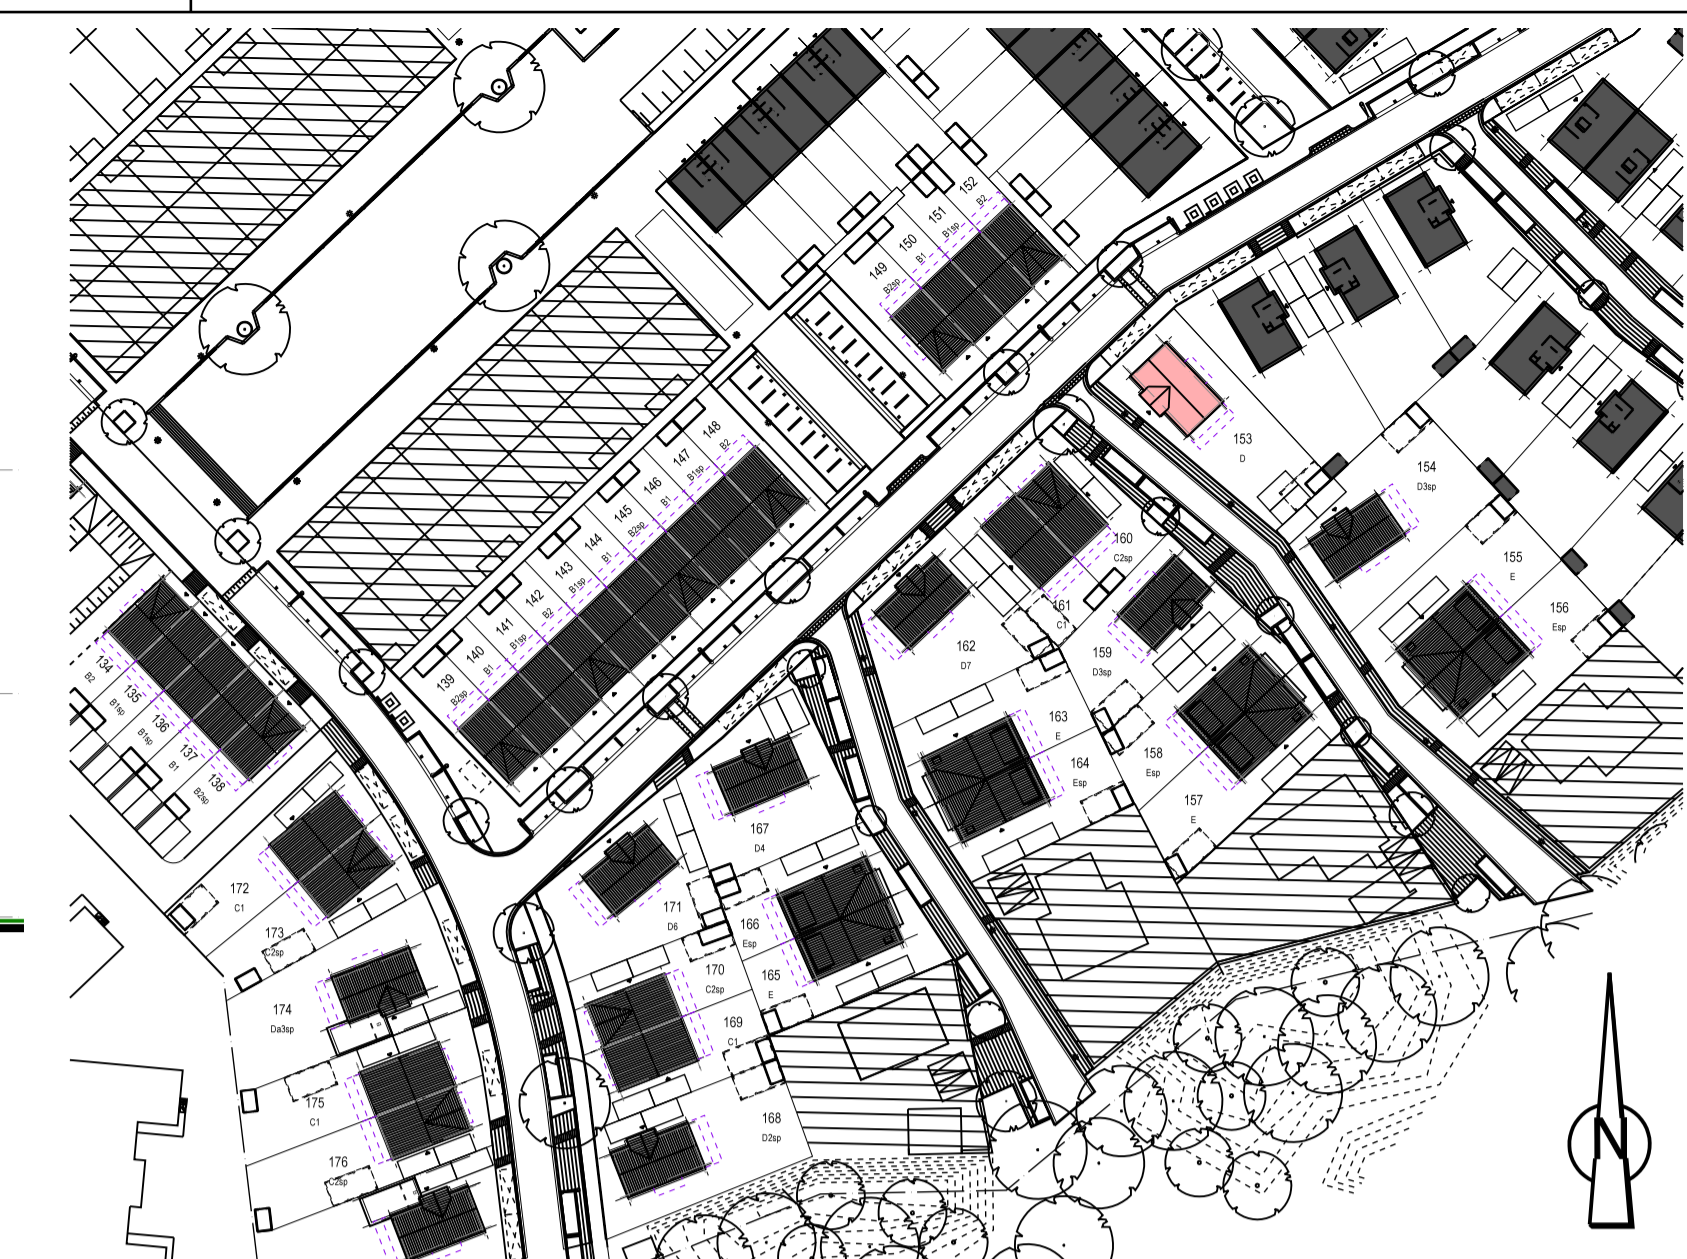 152
B2
151
B1sp
150
B1
149
B2sp
148
B2
147
B1sp
146
B1
145
B2sp
144
B1
143
B1sp
142
B2
141
B1sp
140
B1
139
B2sp
153
D
154
D3sp
155
E
156
Esp
160
C2sp
161
C1
162
D7
159
D3sp
163
E
164
Esp
158
Esp
157
E
134
B2
135
B1sp
136
B1sp
137
B1
138
B2sp
167
D4
171
D6
166
Esp
165
E
170
C2sp
169
C1
168
D2sp
172
C1
173
C2sp
174
Da3sp
175
C1
176
C2sp
N